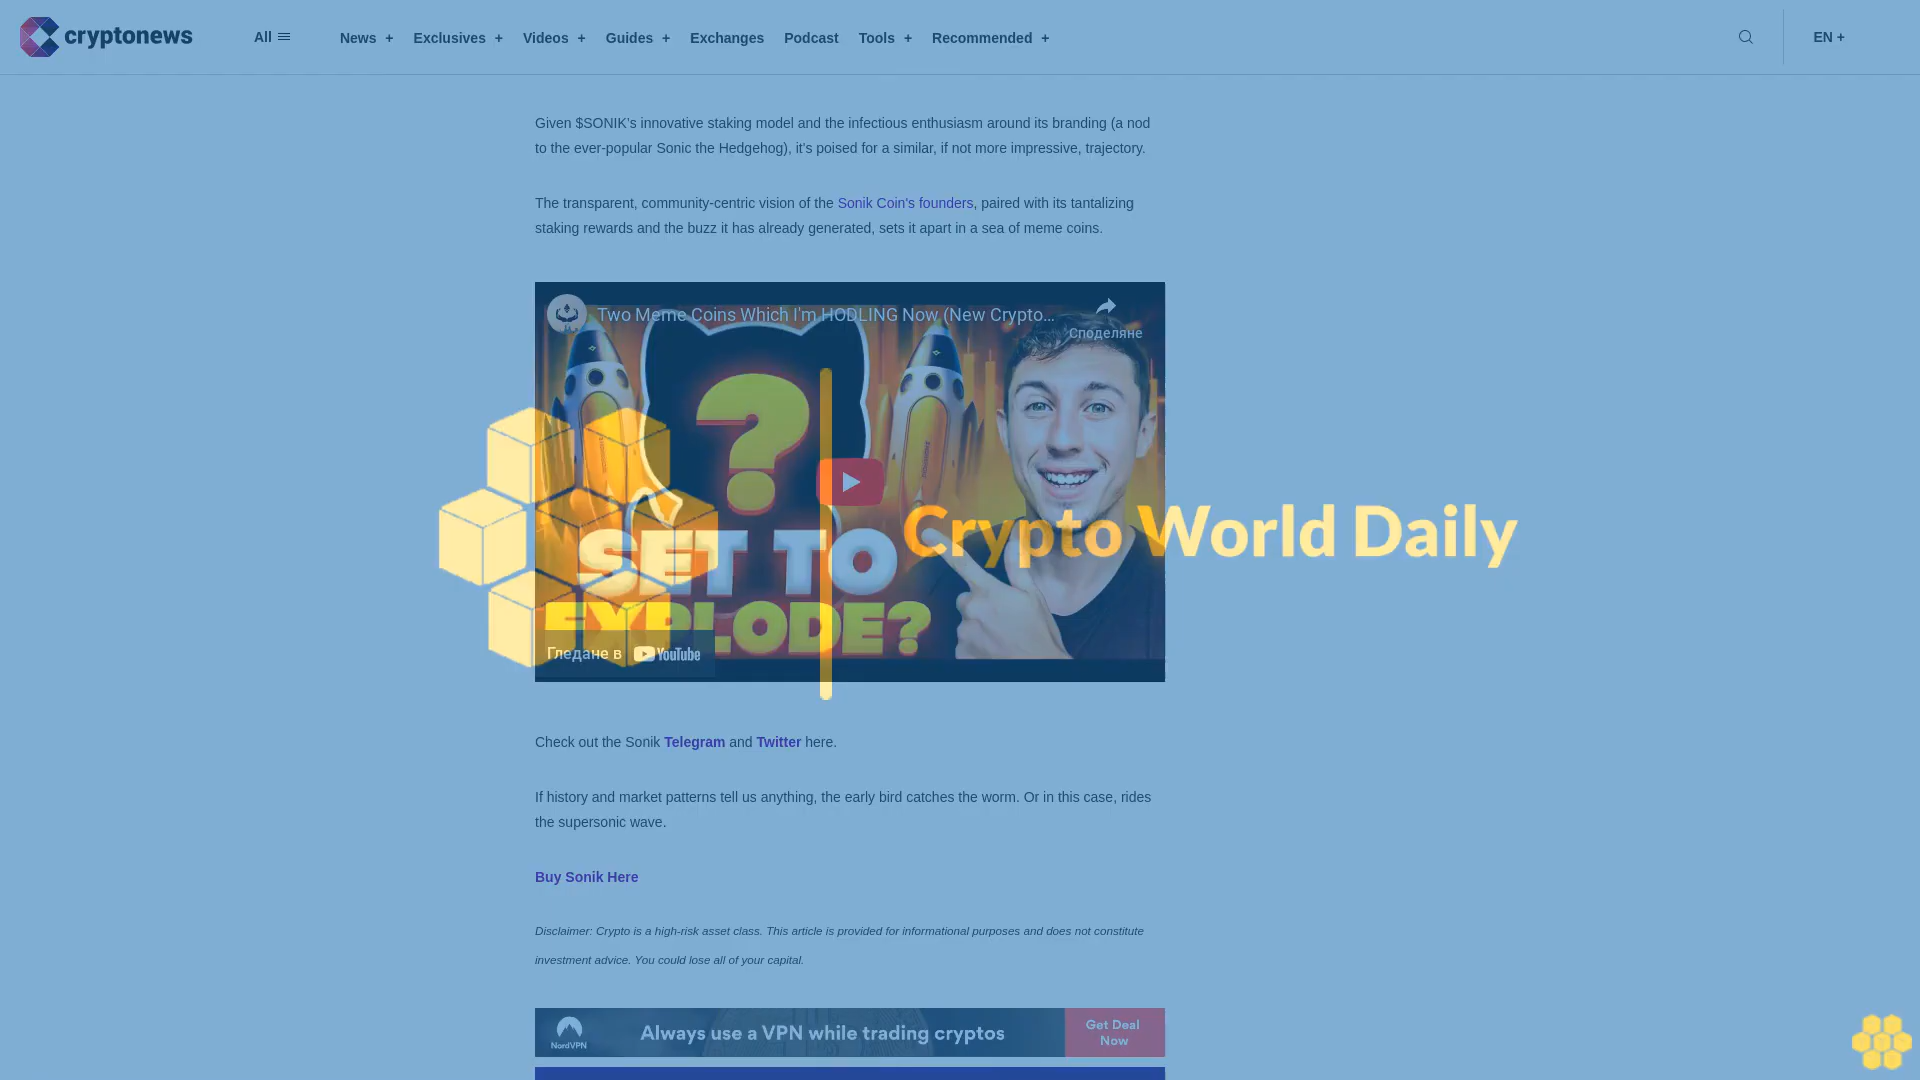 cryptonews
All
News + Exclusives + Videos + Guides + Exchanges Podcast Tools + Recommended +
EN +
Given $SONIK's innovative staking model and the infectious enthusiasm around its branding (a nod
to the ever-popular Sonic the Hedgehog), it's poised for a similar, if not more impressive, trajectory.
The transparent, community-centric vision of the Sonik Coin's founders, paired with its tantalizing
staking rewards and the buzz it has already generated, sets it apart in a sea of meme coins.
Two Meme Coins Which I'm HODLING Now (New Crypto...
Споделяне
?
SET TO
EXPLODE?
Crypto World Daily
Гледане в YouTube
Check out the Sonik Telegram and Twitter here.
If history and market patterns tell us anything, the early bird catches the worm. Or in this case, rides
the supersonic wave.
Buy Sonik Here
Disclaimer: Crypto is a high-risk asset class. This article is provided for informational purposes and does not constitute
investment advice. You could lose all of your capital.
NordVPN
Always use a VPN while trading cryptos
Get Deal
Now